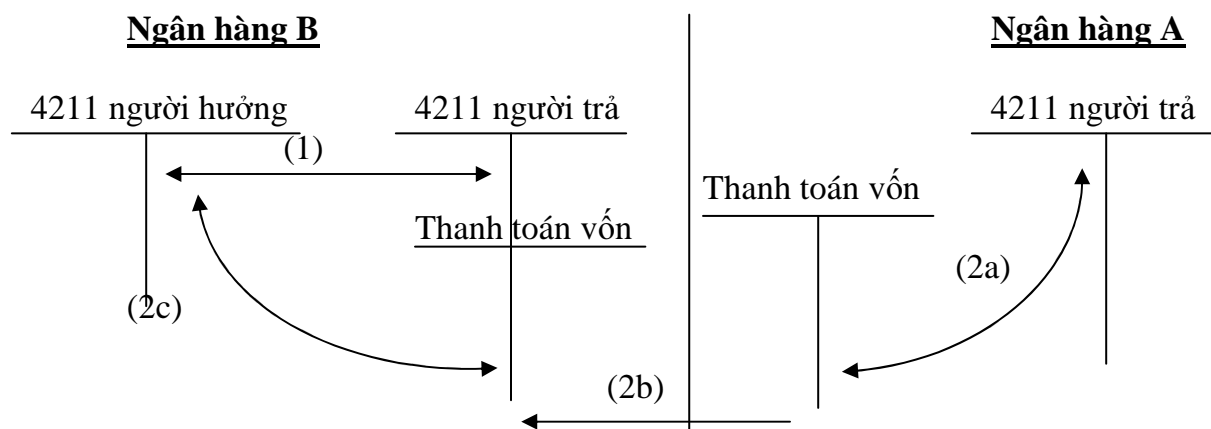 Ngân hàng B
Ngân hàng A
4211 người hưởng
4211 người trả
4211 người trả
(1)
Thanh toán vốn
Thanh toán vốn
(2a)
(2c)
(2b)